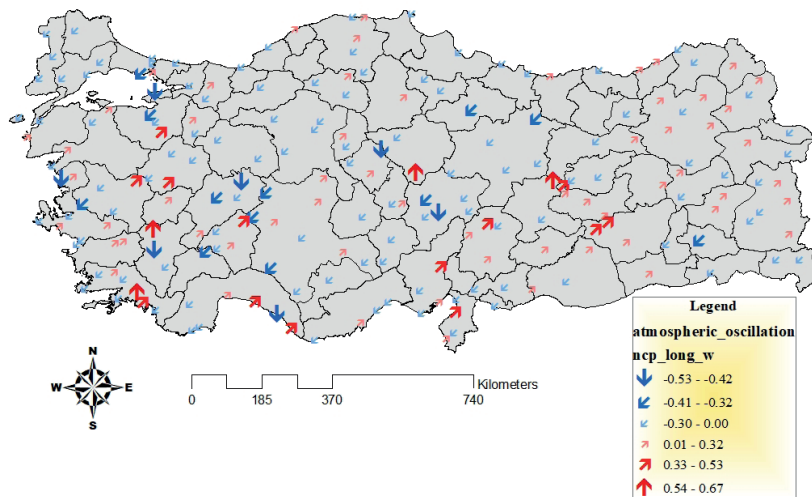 N
W E
S
0 185 370 740
Kilometers
Legend
atmospheric_oscillation
ncp_long_w
-0.53 - -0.42
-0.41 - -0.32
-0.30 - 0.00
0.01 - 0.32
0.33 - 0.53
0.54 - 0.67